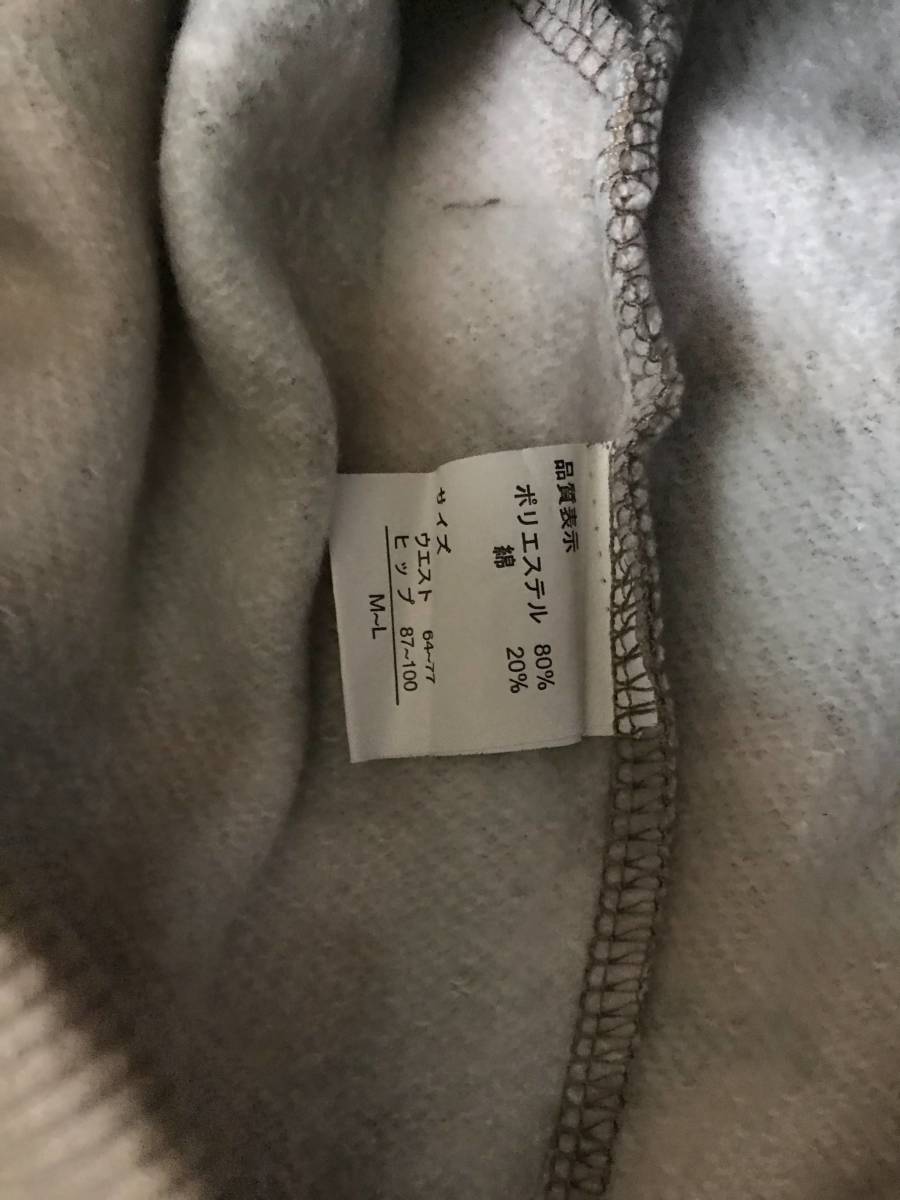 品質表示
ポリエステル 80%
綿 20%
サイズ
ウエスト 64~77
ヒップ 87~100
M~L